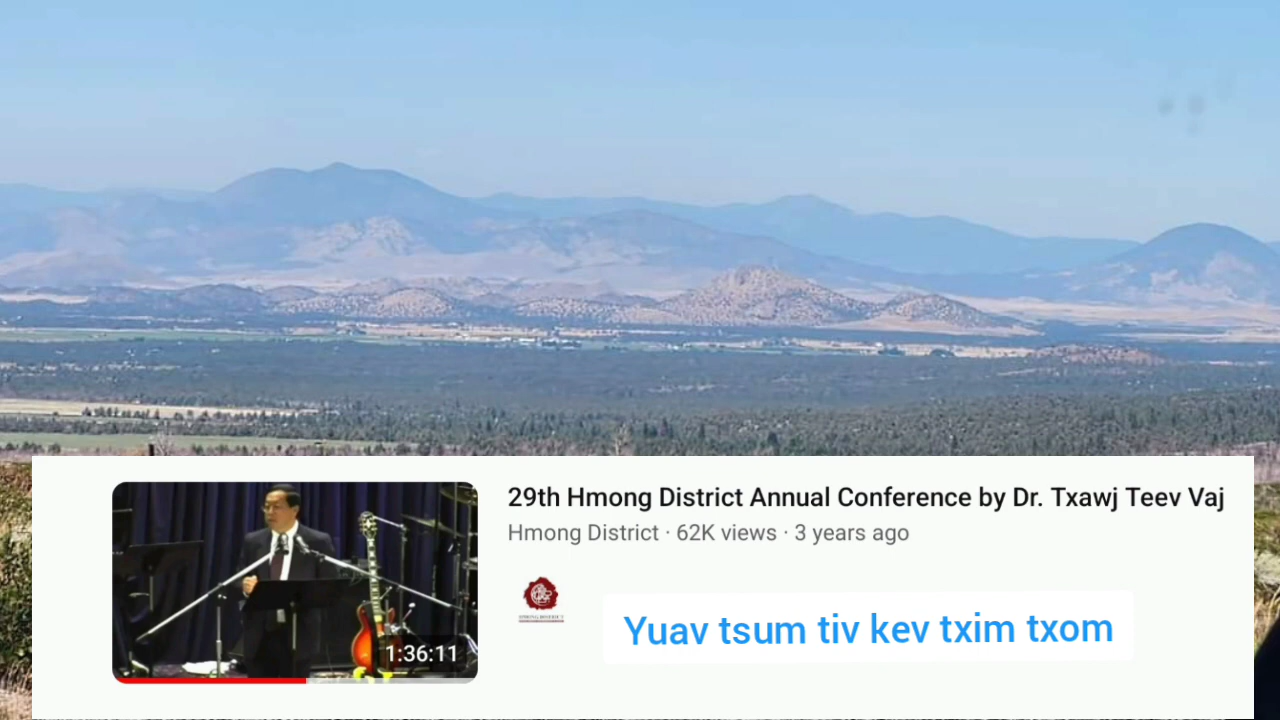 29th Hmong District Annual Conference by Dr. Txawj Teev Vaj
Hmong District · 62K views · 3 years ago
Yuav tsum tiv kev txim txom
1:36:11